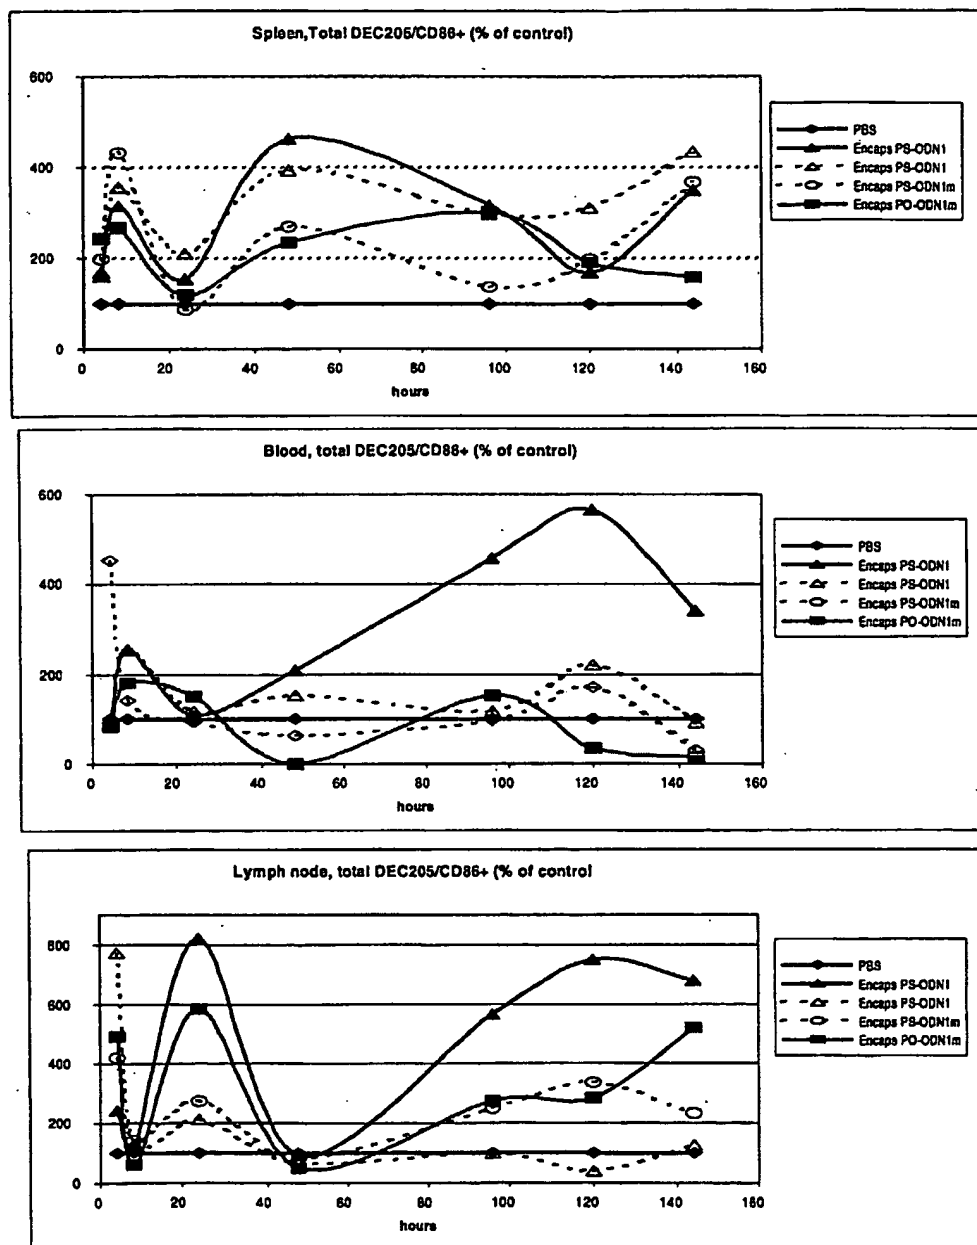 Spleen,Total DEC205/CD86+ (% of control)
600
400
200
0
0 20 40 60 80 100 120 140 160
hours
PBS
Encaps PS-ODN1
Encaps PS-ODN1
Encaps PS-ODN1m
Encaps PO-ODN1m
Blood, total DEC205/CD86+ (% of control)
600
400
200
0
0 20 40 60 80 100 120 140 160
hours
PBS
Encaps PS-ODN1
Encaps PS-ODN1
Encaps PS-ODN1m
Encaps PO-ODN1m
Lymph node, total DEC205/CD86+ (% of control
800
600
400
200
0
0 20 40 60 80 100 120 140 160
hours
PBS
Encaps PS-ODN1
Encaps PS-ODN1
Encaps PS-ODN1m
Encaps PO-ODN1m